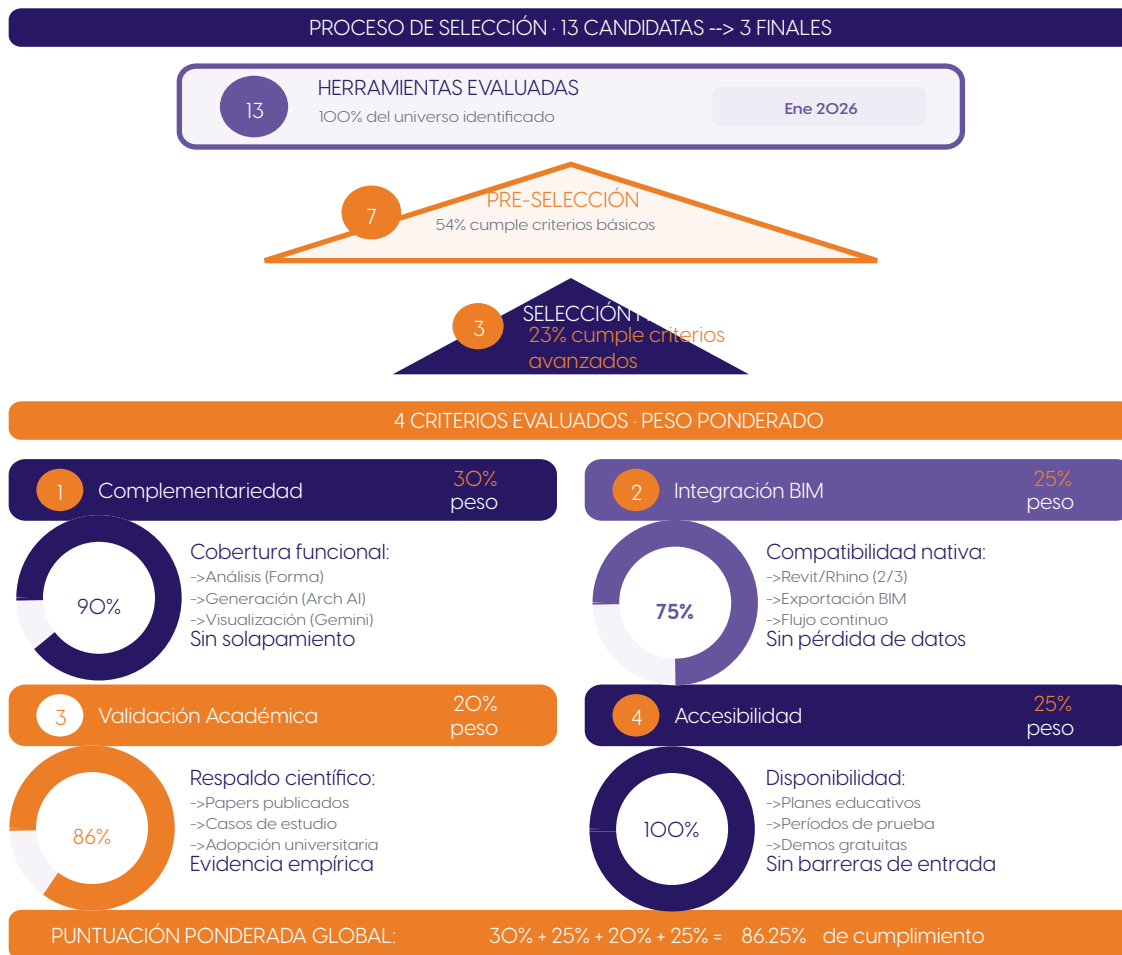 PROCESO DE SELECCIÓN · 13 CANDIDATAS --> 3 FINALES
13
HERRAMIENTAS EVALUADAS
100% del universo identificado
Ene 2026
7
PRE-SELECCIÓN
54% cumple criterios básicos
3
SELECCIÓN
23% cumple criterios
avanzados
4 CRITERIOS EVALUADOS · PESO PONDERADO
1
Complementariedad
30%
peso
90%
Cobertura funcional:
->Análisis (Forma)
->Generación (Arch AI)
->Visualización (Gemini)
Sin solapamiento
2
Integración BIM
25%
peso
75%
Compatibilidad nativa:
->Revit/Rhino (2/3)
->Exportación BIM
->Flujo continuo
Sin pérdida de datos
3
Validación Académica
20%
peso
86%
Respaldo científico:
->Papers publicados
->Casos de estudio
->Adopción universitaria
Evidencia empírica
4
Accesibilidad
25%
peso
100%
Disponibilidad:
->Planes educativos
->Períodos de prueba
->Demos gratuitas
Sin barreras de entrada
PUNTUACIÓN PONDERADA GLOBAL: 30% + 25% + 20% + 25% = 86.25% de cumplimiento